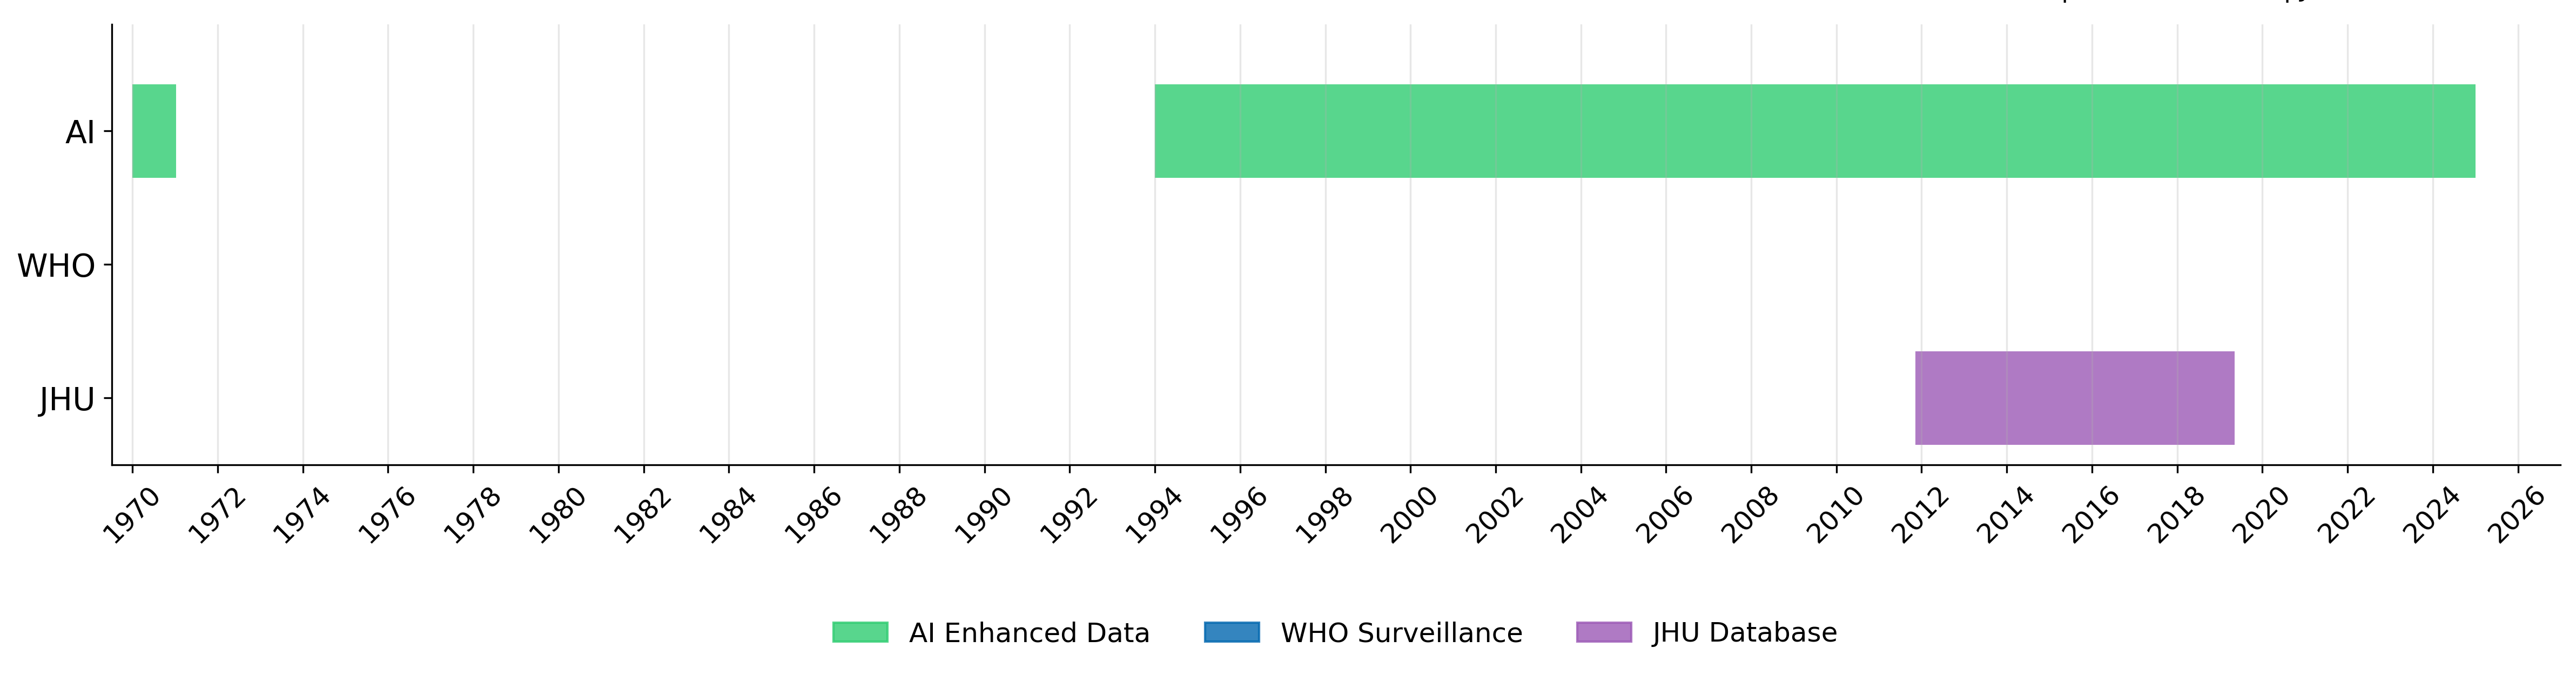 AI
WHO
JHU
1970 1972 1974 1976 1978 1980 1982 1984 1986 1988 1990 1992 1994 1996 1998 2000 2002 2004 2006 2008 2010 2012 2014 2016 2018 2020 2022 2024 2026
AI Enhanced Data WHO Surveillance JHU Database